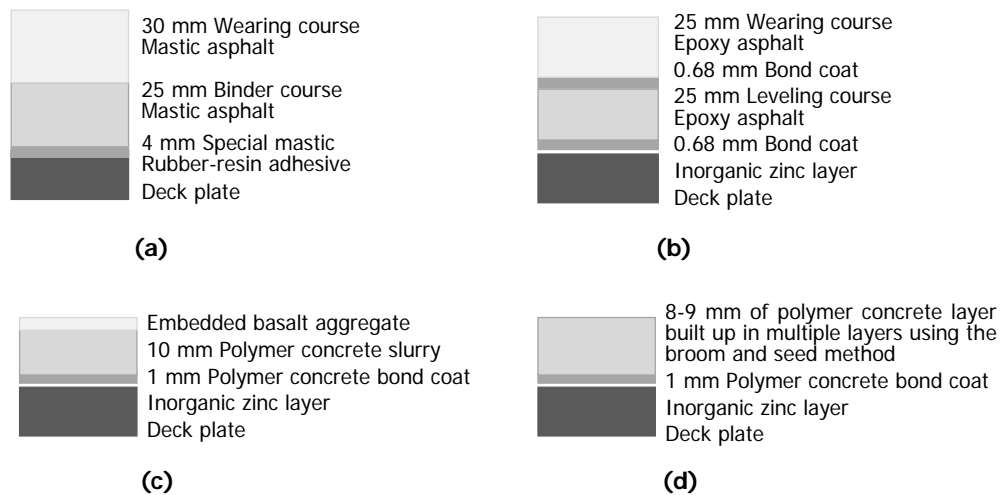 30 mm Wearing course
Mastic asphalt
25 mm Binder course
Mastic asphalt
4 mm Special mastic
Rubber-resin adhesive
Deck plate
(a)
25 mm Wearing course
Epoxy asphalt
0.68 mm Bond coat
25 mm Leveling course
Epoxy asphalt
0.68 mm Bond coat
Inorganic zinc layer
Deck plate
(b)
Embedded basalt aggregate
10 mm Polymer concrete slurry
1 mm Polymer concrete bond coat
Inorganic zinc layer
Deck plate
(c)
8-9 mm of polymer concrete layer
built up in multiple layers using the
broom and seed method
1 mm Polymer concrete bond coat
Inorganic zinc layer
Deck plate
(d)